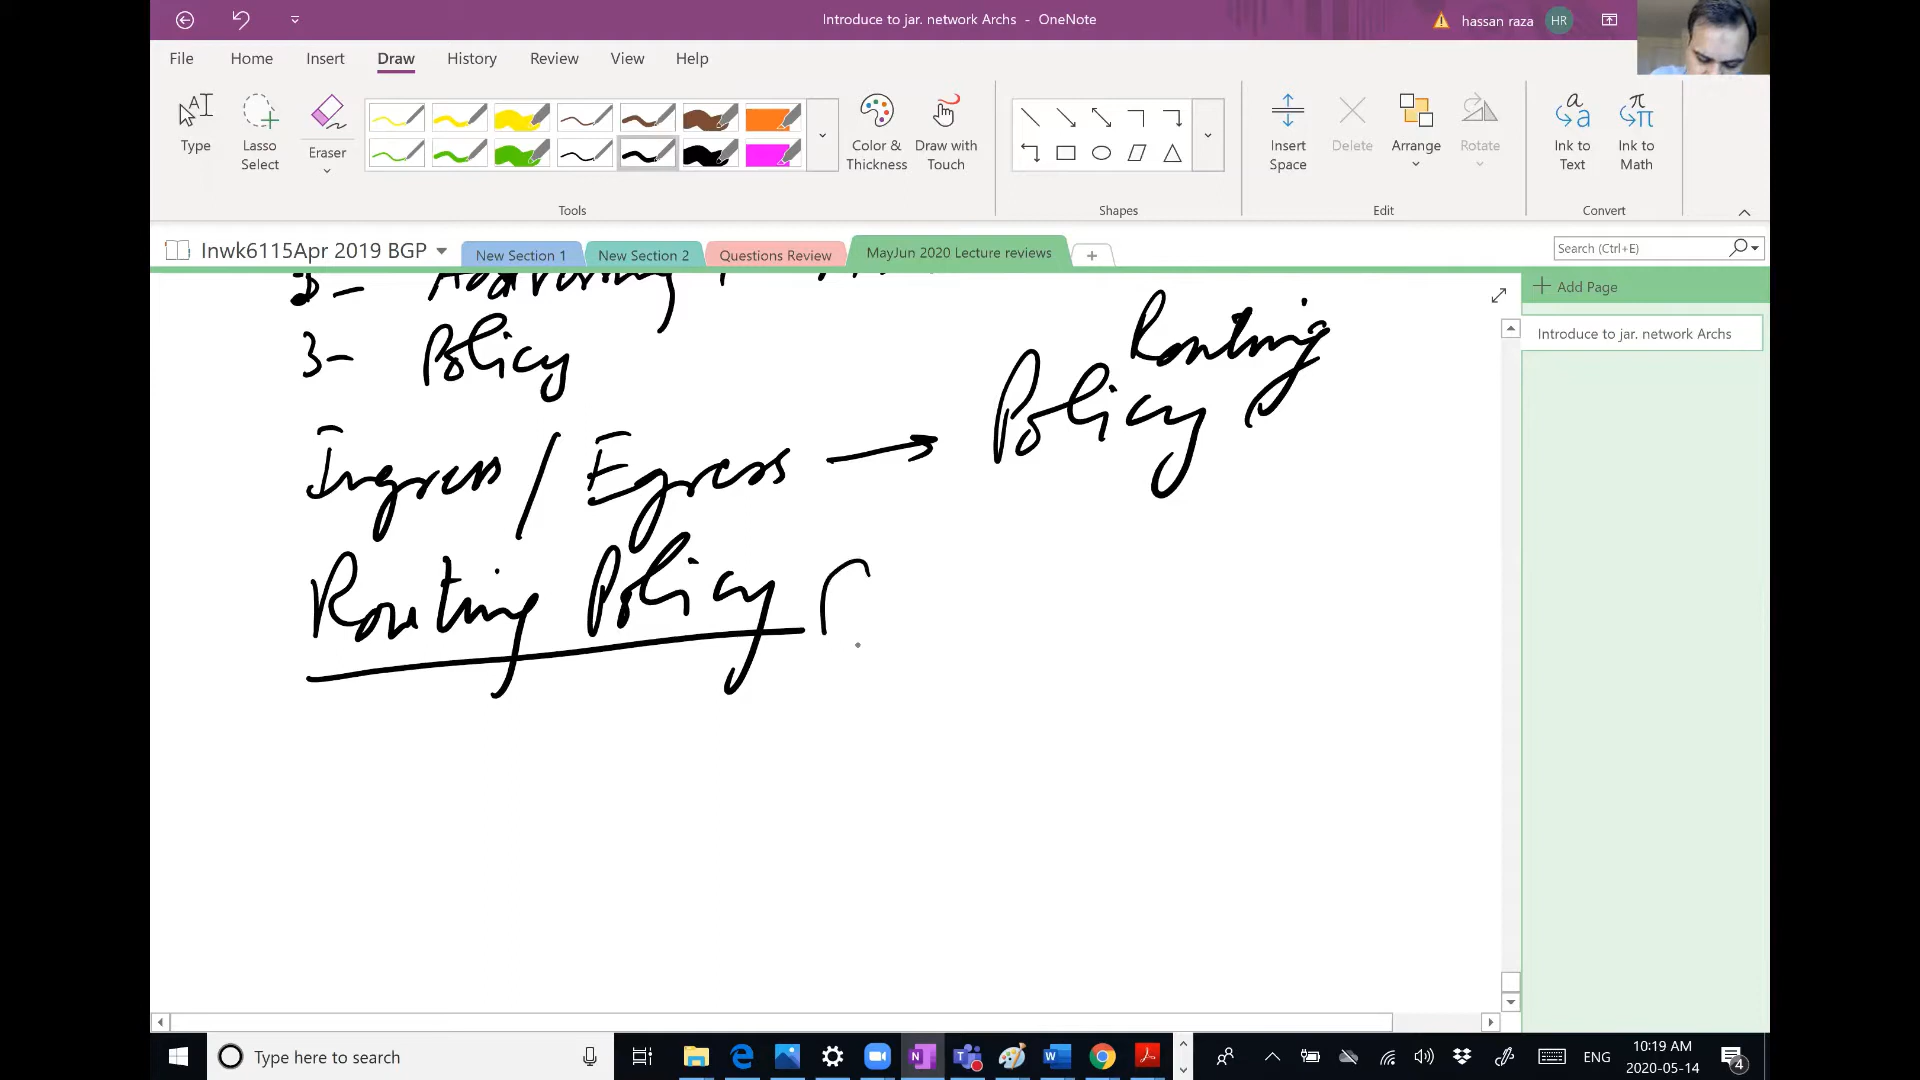 Introduce to jar. network Archs - OneNote
hassan raza HR
File Home Insert Draw History Review View Help
Type
Lasso Select
Eraser
Color & Thickness
Draw with Touch
Insert Space
Delete
Arrange
Rotate
Ink to Text
Ink to Math
Tools Shapes Edit Convert
Inwk6115Apr 2019 BGP New Section 1 New Section 2 Questions Review MayJun 2020 Lecture reviews +
Search (Ctrl+E)
Add Page
Introduce to jar. network Archs
3- Policy
Ingress / Egress → Policy
Routing
Routing Policy (
Type here to search
ENG
10:19 AM
2020-05-14
4